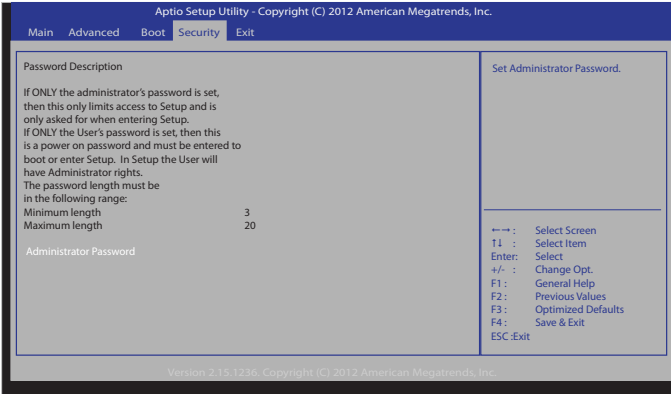 Aptio Setup Utility - Copyright (C) 2012 American Megatrends, Inc.
Main Advanced Boot Security Exit
Password Description
If ONLY the administrator's password is set,
then this only limits access to Setup and is
only asked for when entering Setup.
If ONLY the User's password is set, then this
is a power on password and must be entered to
boot or enter Setup. In Setup the User will
have Administrator rights.
The password length must be
in the following range:
Minimum length 3
Maximum length 20
Administrator Password
Set Administrator Password.
←→ : Select Screen
↑↓ : Select Item
Enter: Select
+/- : Change Opt.
F1 : General Help
F2 : Previous Values
F3 : Optimized Defaults
F4 : Save & Exit
ESC :Exit
Version 2.15.1236. Copyright (C) 2012 American Megatrends, Inc.